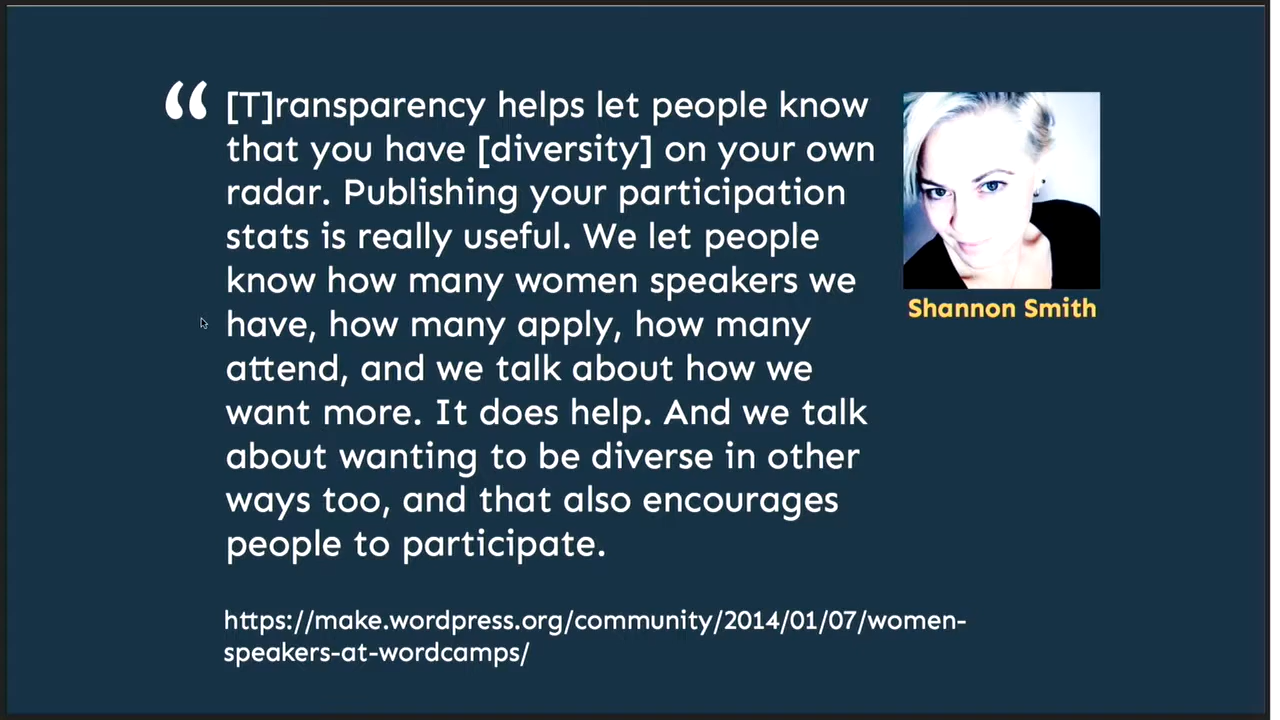 “ [T]ransparency helps let people know
that you have [diversity] on your own
radar. Publishing your participation
stats is really useful. We let people
know how many women speakers we
have, how many apply, how many
attend, and we talk about how we
want more. It does help. And we talk
about wanting to be diverse in other
ways too, and that also encourages
people to participate.
Shannon Smith
https://make.wordpress.org/community/2014/01/07/women-
speakers-at-wordcamps/